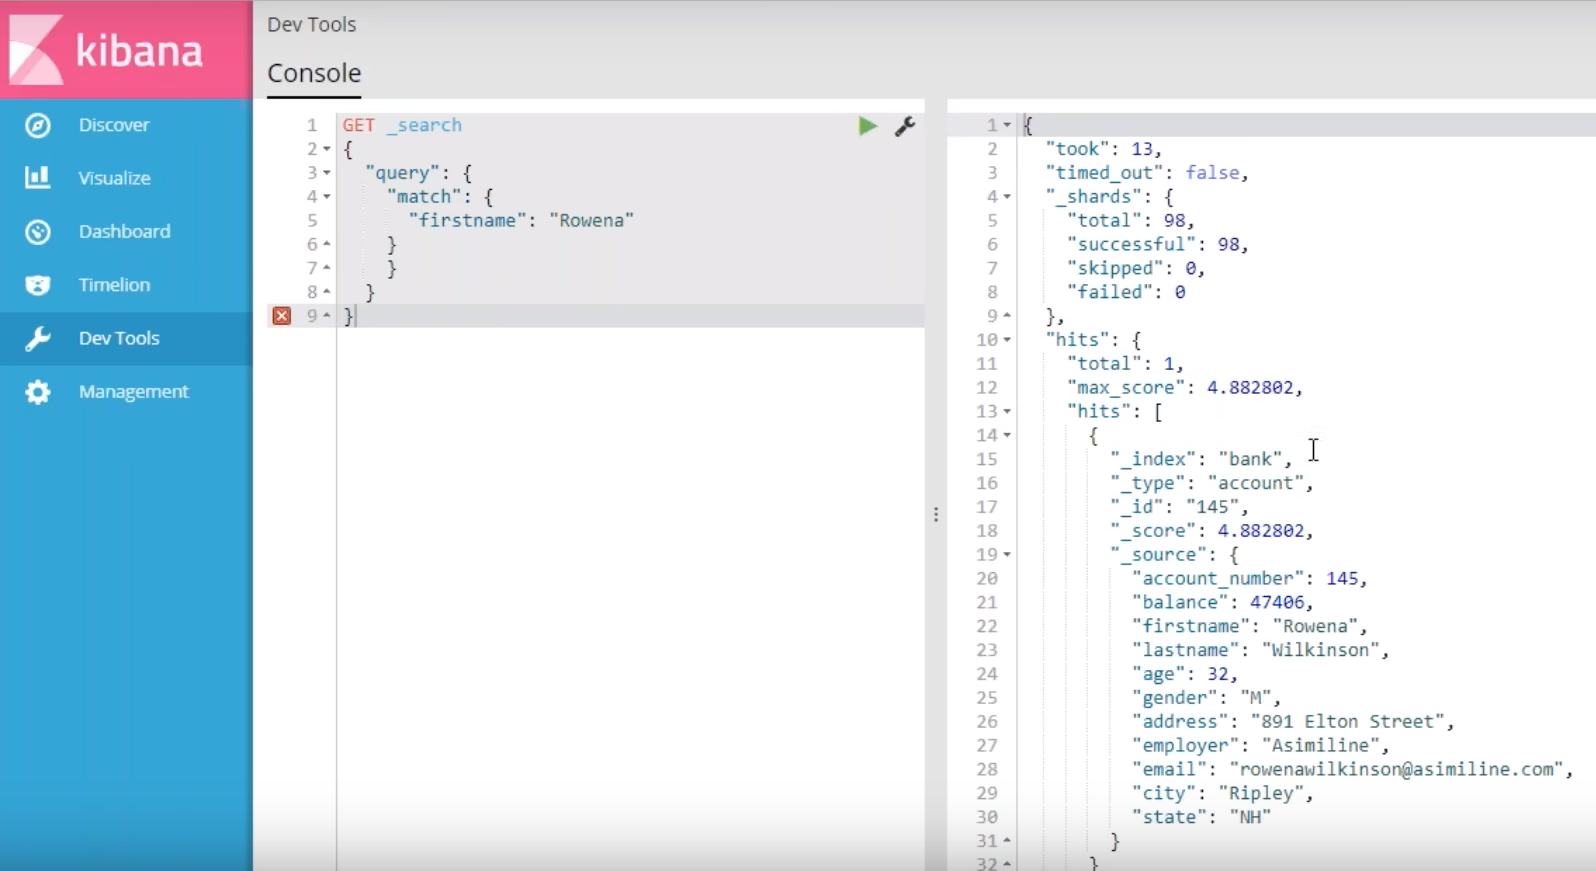 kibana
Discover
Visualize
Dashboard
Timelion
Dev Tools
Management
Dev Tools
Console
1 GET _search
2 {
3 "query": {
4 "match": {
5 "firstname": "Rowena"
6 }
7 }
8 }
9 }
1 {
2 "took": 13,
3 "timed_out": false,
4 "_shards": {
5 "total": 98,
6 "successful": 98,
7 "skipped": 0,
8 "failed": 0
9 },
10 "hits": {
11 "total": 1,
12 "max_score": 4.882802,
13 "hits": [
14 {
15 "_index": "bank",
16 "_type": "account",
17 "_id": "145",
18 "_score": 4.882802,
19 "_source": {
20 "account_number": 145,
21 "balance": 47406,
22 "firstname": "Rowena",
23 "lastname": "Wilkinson",
24 "age": 32,
25 "gender": "M",
26 "address": "891 Elton Street",
27 "employer": "Asimiline",
28 "email": "rowenawilkinson@asimiline.com",
29 "city": "Ripley",
30 "state": "NH"
31 }
32 }